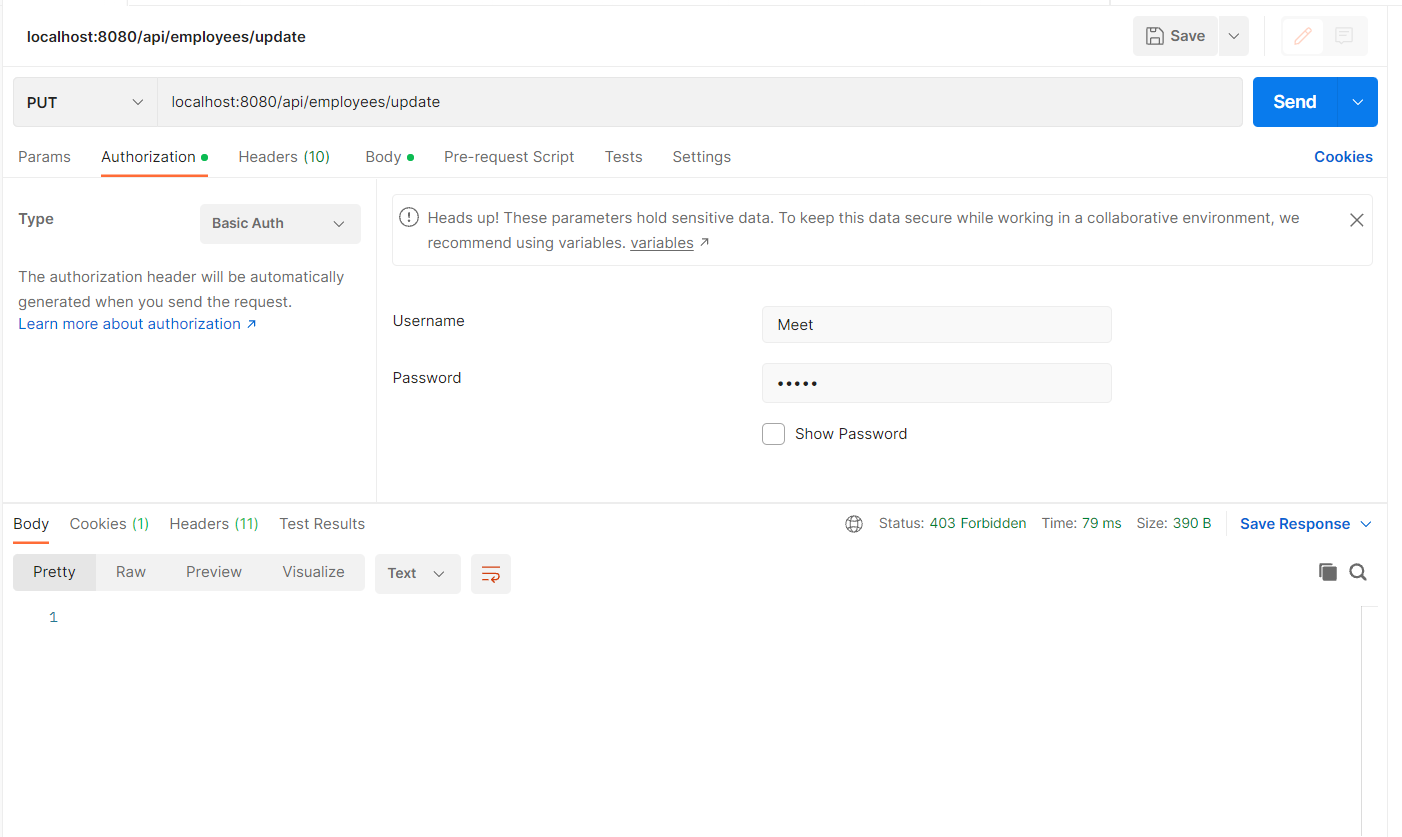 localhost:8080/api/employees/update
Save
PUT
localhost:8080/api/employees/update
Send
Params
Authorization
Headers (10)
Body
Pre-request Script
Tests
Settings
Cookies
Type
Basic Auth
The authorization header will be automatically
generated when you send the request.
Learn more about authorization ↗
Heads up! These parameters hold sensitive data. To keep this data secure while working in a collaborative environment, we
recommend using variables. variables ↗
Username
Meet
Password
•••••
Show Password
Body
Cookies (1)
Headers (11)
Test Results
Status: 403 Forbidden
Time: 79 ms
Size: 390 B
Save Response
Pretty
Raw
Preview
Visualize
Text
1